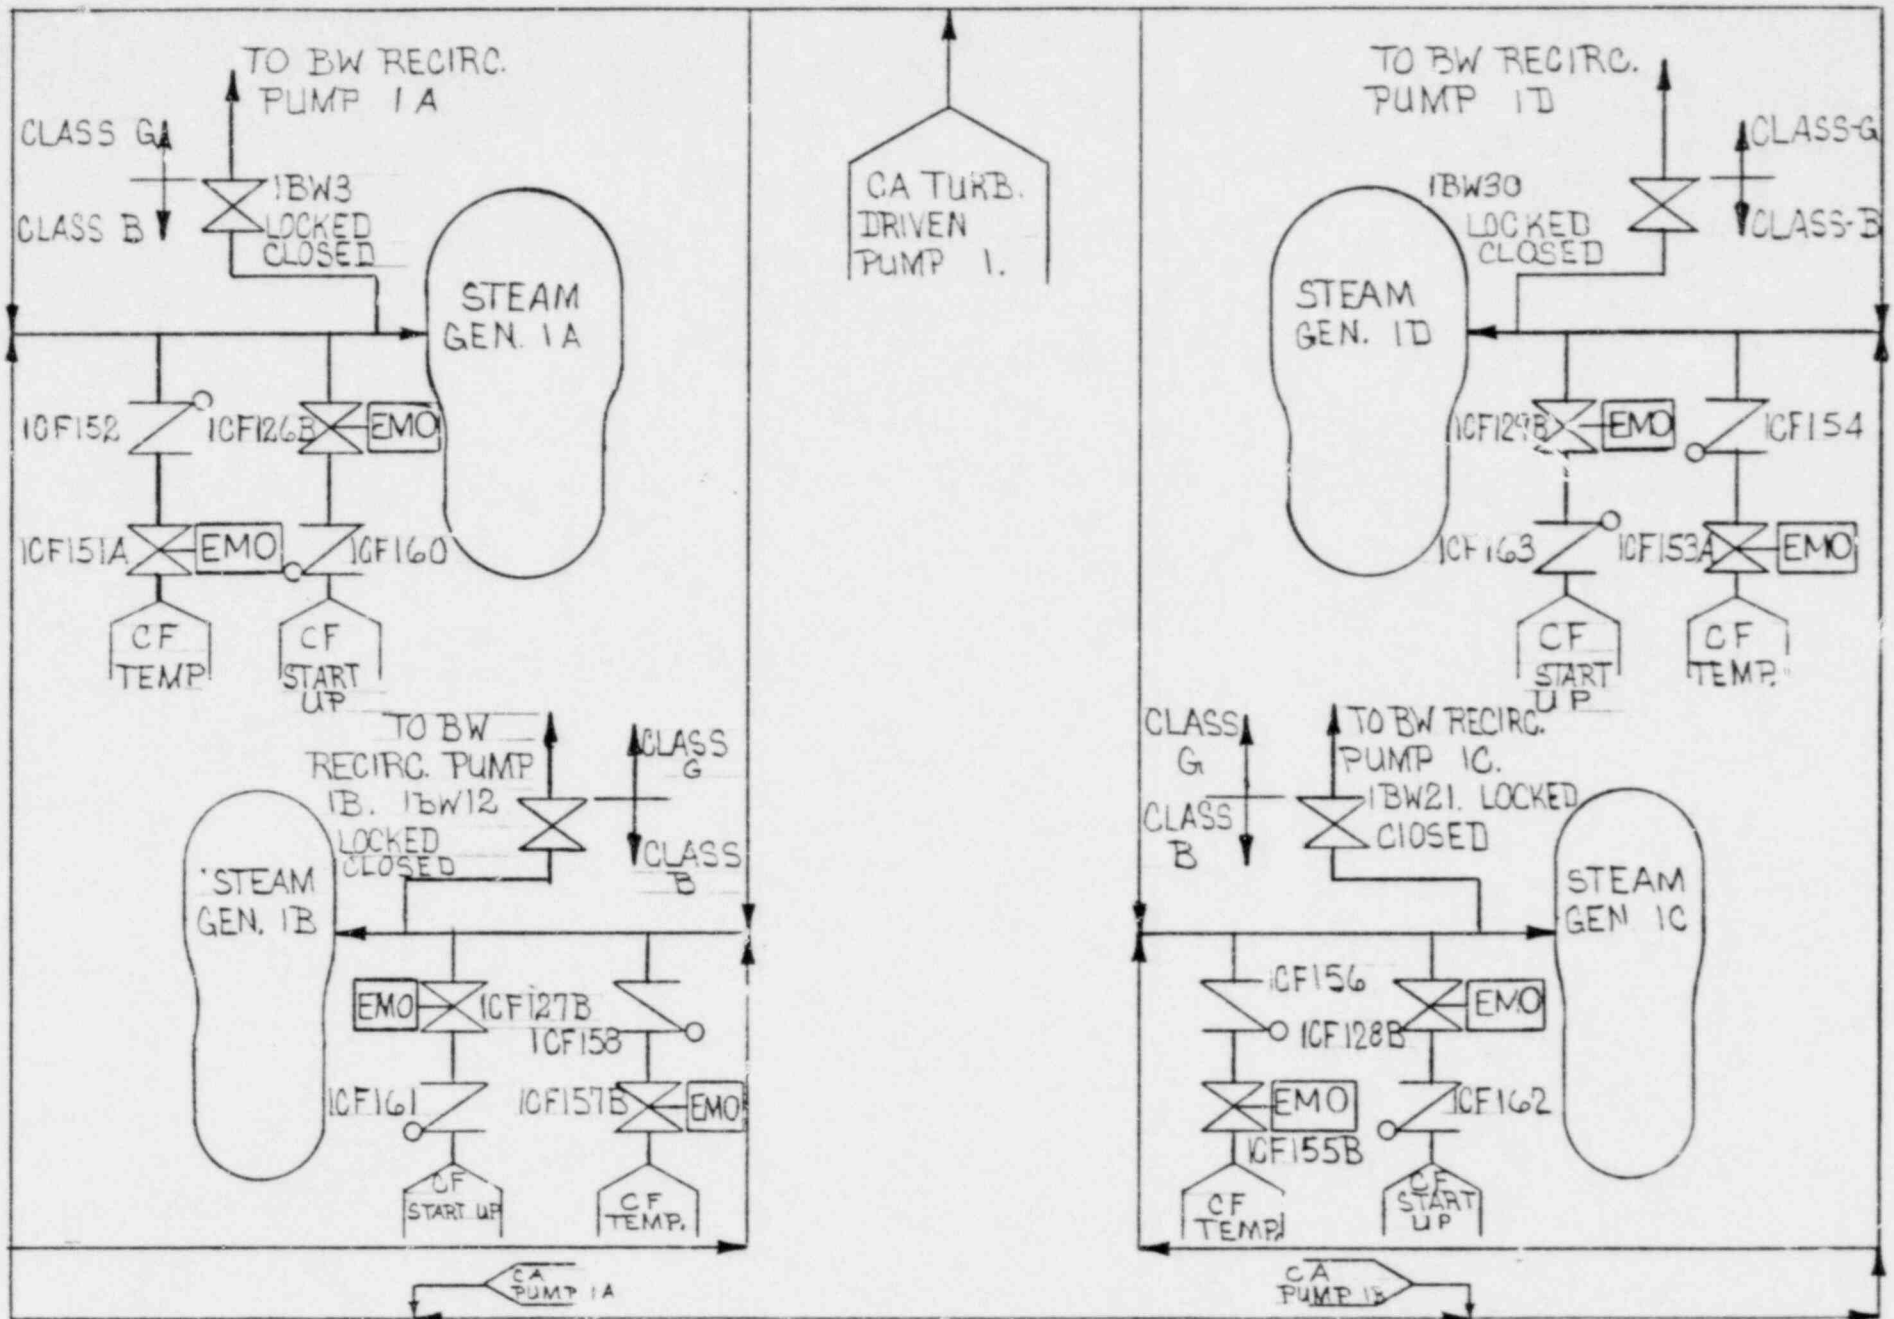 TO BW RECIRC.
PUMP 1A
CLASS G
CLASS B
1BW3
LOCKED
CLOSED
STEAM
GEN. 1A
1CF152
1CF126B
EMO
1CF151A
EMO
1CF160
CF
TEMP
CF
START
UP
CA TURB.
DRIVEN
PUMP 1.
TO BW RECIRC.
PUMP 1D
CLASS-G
CLASS-B
1BW30
LOCKED
CLOSED
STEAM
GEN. 1D
1CF129B
EMO
1CF154
1CF163
1CF153A
EMO
CF
START
UP
CF
TEMP.
TO BW
RECIRC. PUMP
1B. 1BW12
LOCKED
CLOSED
CLASS
G
CLASS
B
STEAM
GEN. 1B
EMO
1CF127B
1CF158
1CF161
1CF157B
EMO
CF
START UP
CF
TEMP.
CLASS
G
CLASS
B
TO BW RECIRC.
PUMP 1C.
1BW21. LOCKED
CLOSED
STEAM
GEN 1C
1CF156
1CF128B
EMO
EMO
1CF155B
1CF162
CF
TEMP.
CF
START
UP
CA
PUMP 1A
CA
PUMP 1B